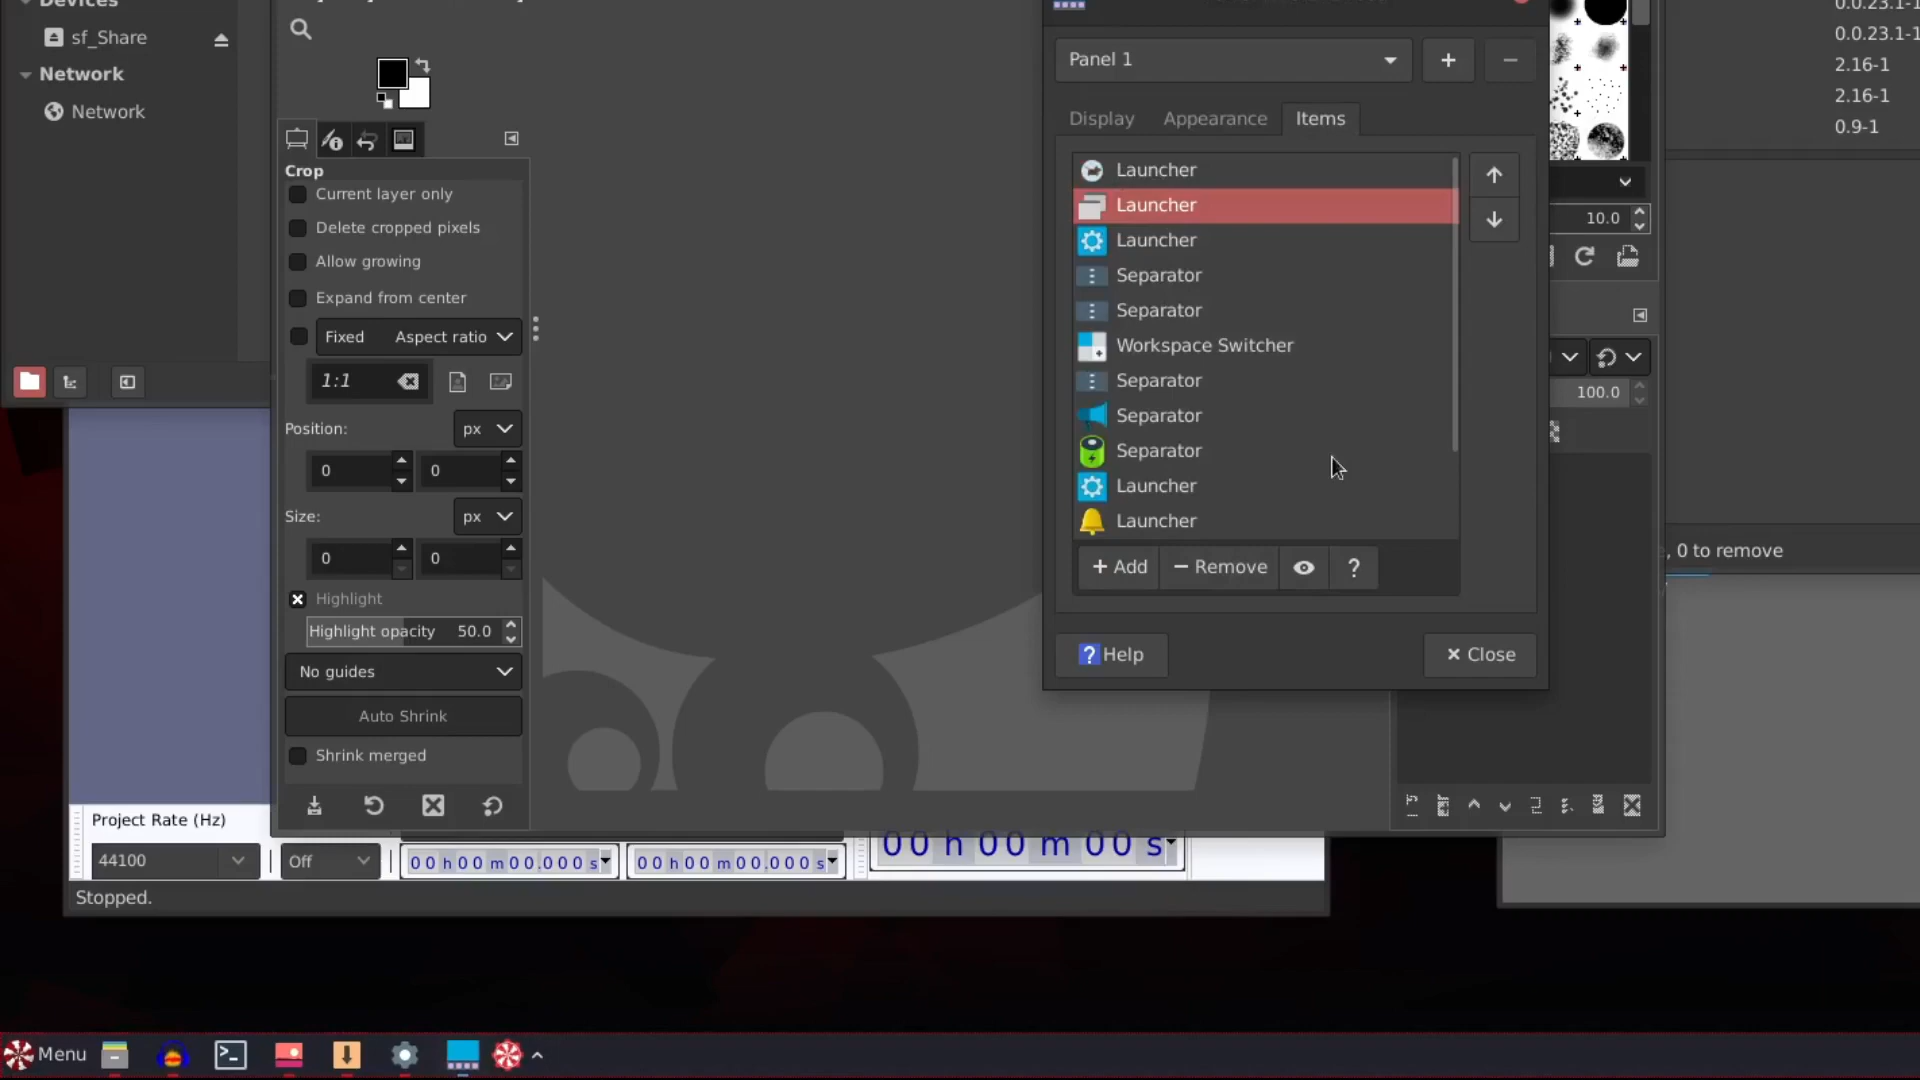 Devices
sf_Share
Network
Network
Crop
Current layer only
Delete cropped pixels
Allow growing
Expand from center
Fixed Aspect ratio
1:1
Position:
px
0
0
Size:
px
0
0
Highlight
Highlight opacity 50.0
No guides
Auto Shrink
Shrink merged
Project Rate (Hz)
44100
Off
00 h 00 m 00.000 s
00 h 00 m 00.000 s
00 h 00 m 00 s
Stopped.
Panel 1
Display
Appearance
Items
Launcher
Launcher
Launcher
Separator
Separator
Workspace Switcher
Separator
Separator
Separator
Launcher
Launcher
Add
Remove
?
? Help
Close
10.0
100.0
0.0.23.1-1
2.16-1
2.16-1
0.9-1
, 0 to remove
Menu